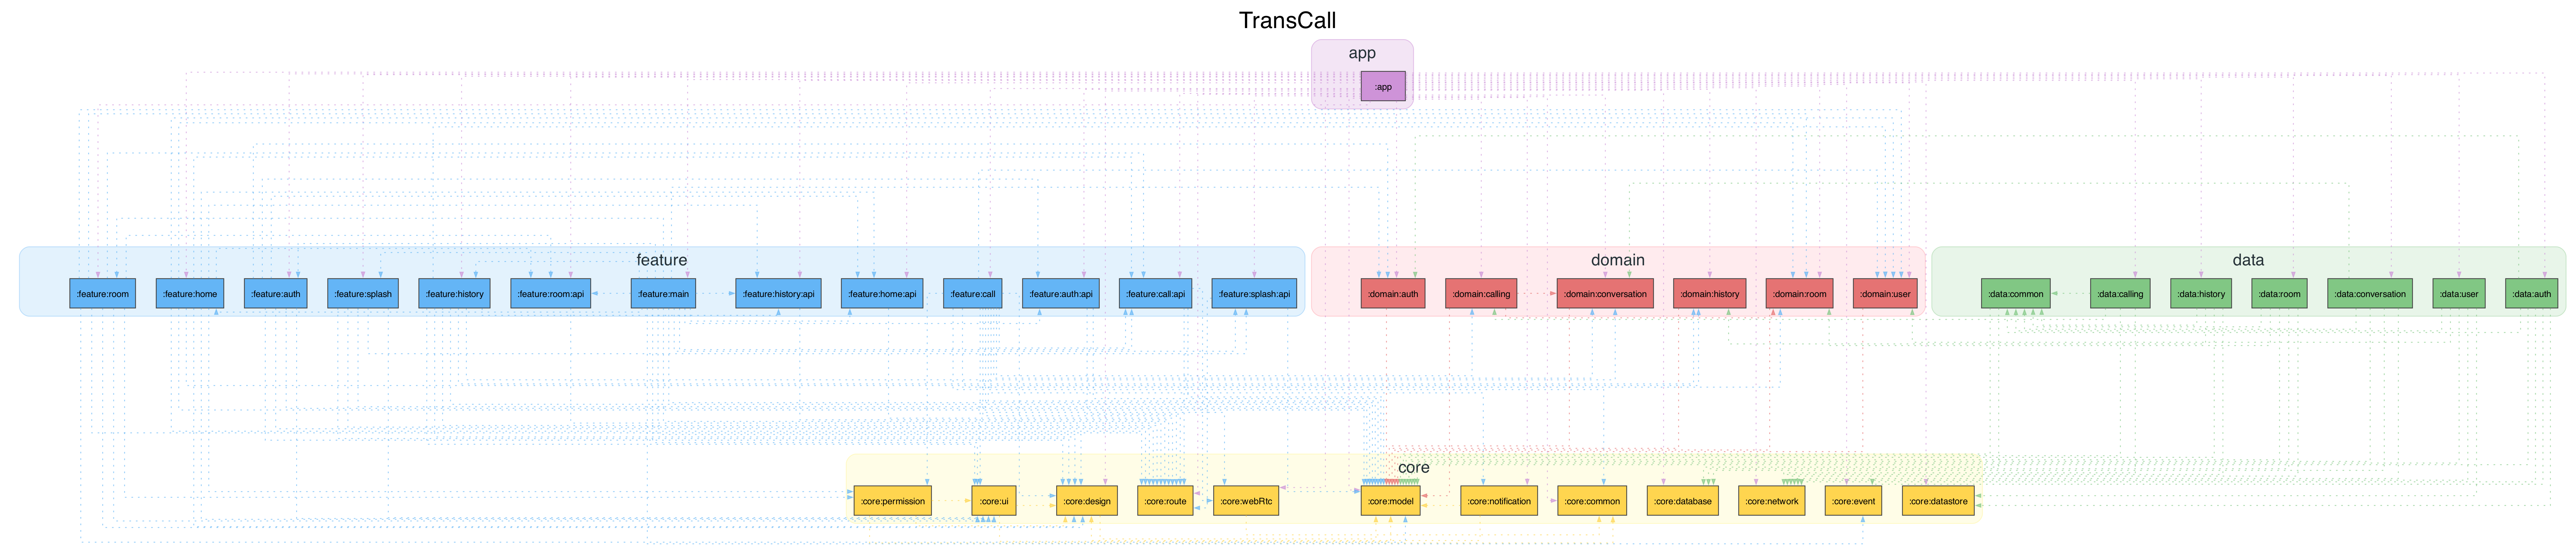 TransCall
app
:app
feature
domain
data
:feature:room
:feature:home
:feature:auth
:feature:splash
:feature:history
:feature:room:api
:feature:main
:feature:history:api
:feature:home:api
:feature:call
:feature:auth:api
:feature:call:api
:feature:splash:api
:domain:auth
:domain:calling
:domain:conversation
:domain:history
:domain:room
:domain:user
:data:common
:data:calling
:data:history
:data:room
:data:conversation
:data:user
:data:auth
core
:core:permission
:core:ui
:core:design
:core:route
:core:webRtc
:core:model
:core:notification
:core:common
:core:database
:core:network
:core:event
:core:datastore